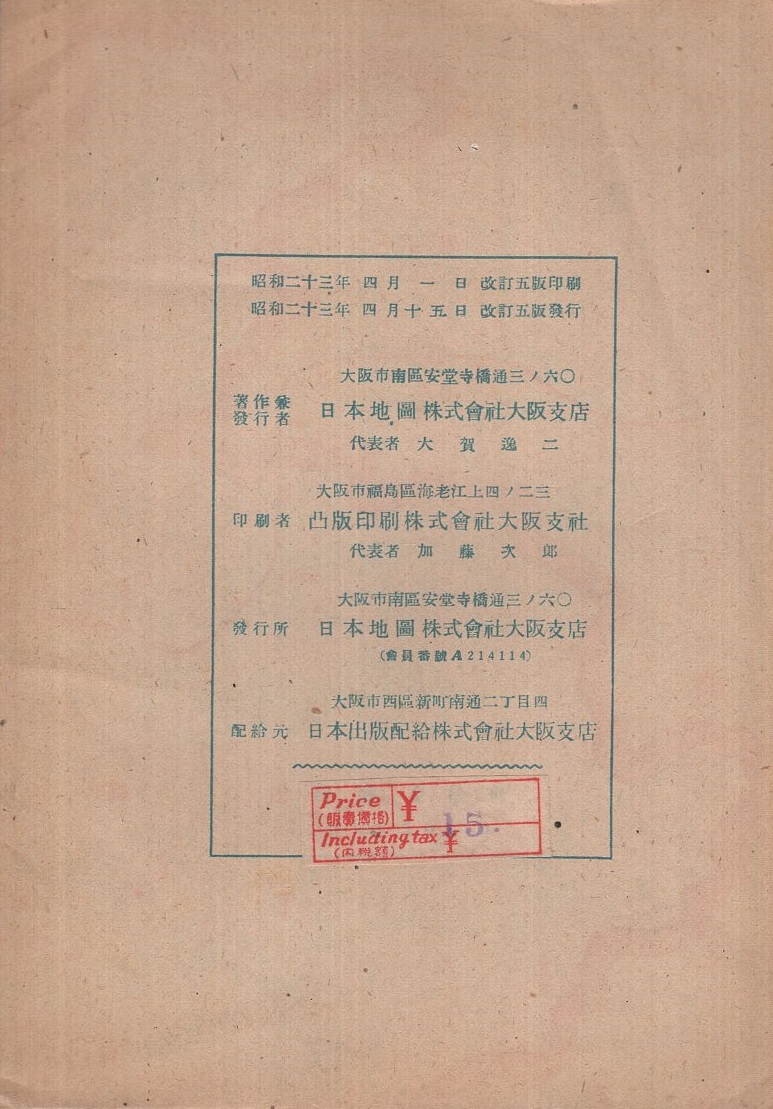 昭和二十三年 四月一日 改訂五版印刷
昭和二十三年 四月十五日 改訂五版發行
大阪市南區安堂寺橋通三ノ六〇
著作兼發行者 日本地圖株式會社大阪支店
代表者 大賀逸二
大阪市福島區海老江上四ノ二三
印刷者 凸版印刷株式會社大阪支社
代表者 加藤次郎
大阪市南區安堂寺橋通三ノ六〇
發行所 日本地圖株式會社大阪支店
(會員番號A214114)
大阪市西區新町南通二丁目四
配給元 日本出版配給株式會社大阪支店
Price ¥
(販賣價格)
15.
Including tax ¥
(内税額)